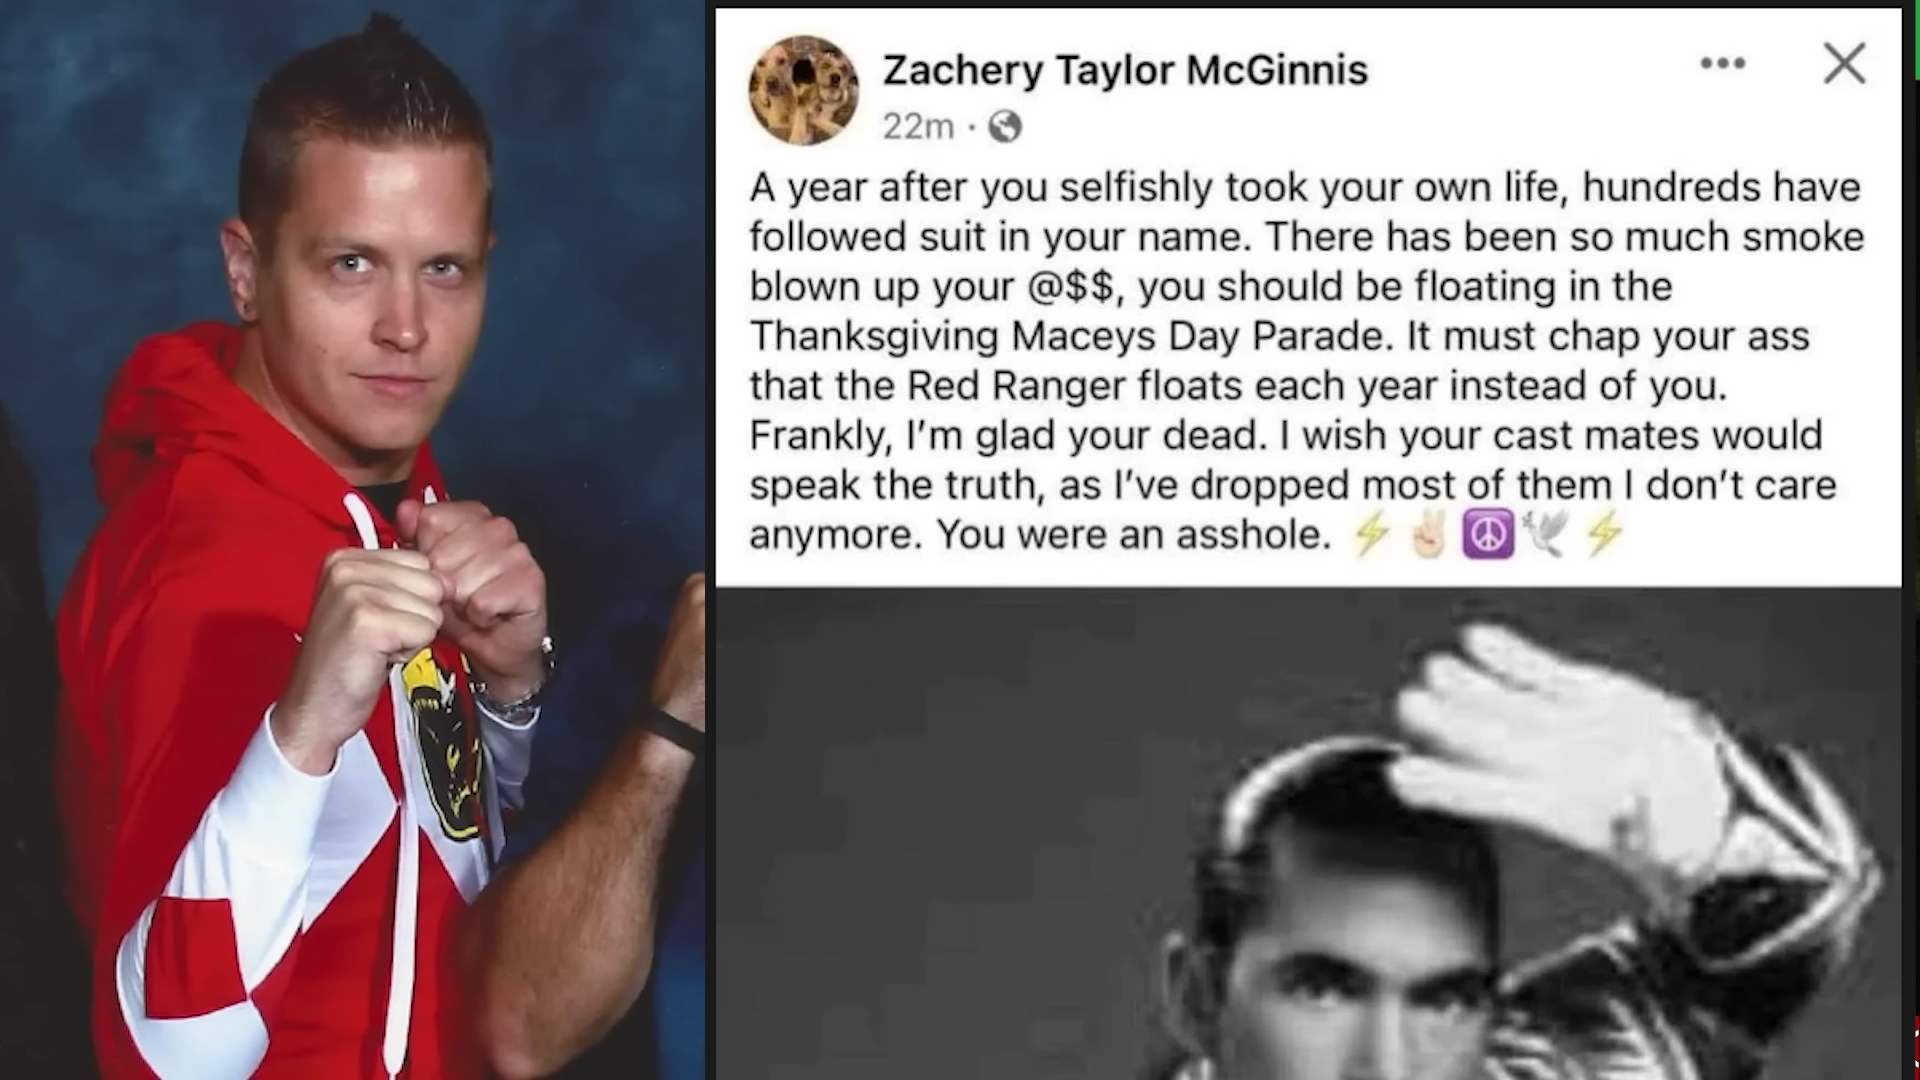 Zachery Taylor McGinnis
22m ·
A year after you selfishly took your own life, hundreds have
followed suit in your name. There has been so much smoke
blown up your @$$, you should be floating in the
Thanksgiving Maceys Day Parade. It must chap your ass
that the Red Ranger floats each year instead of you.
Frankly, I’m glad your dead. I wish your cast mates would
speak the truth, as I’ve dropped most of them I don’t care
anymore. You were an asshole. ⚡✌🏻☮️🕊️⚡